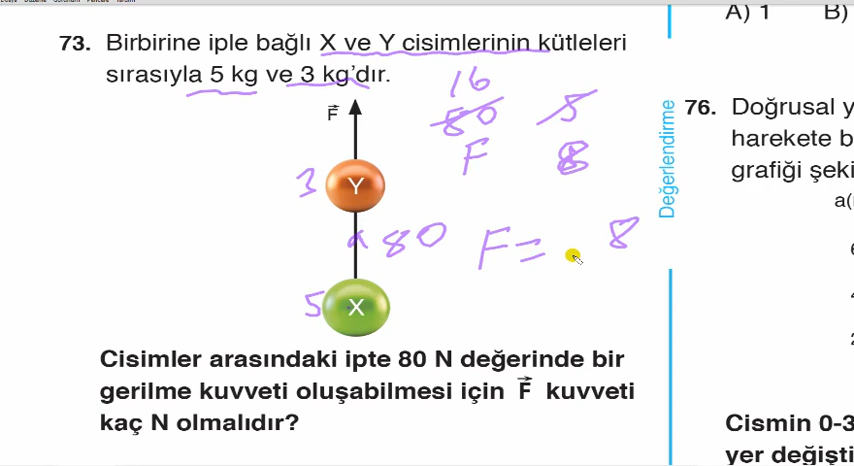 A) 1 B)
73. Birbirine iple bağlı X ve Y cisimlerinin kütleleri
sırasıyla 5 kg ve 3 kg'dır.
16
80 5
F 8
F
3 Y
80 F = 8
5 X
Cisimler arasındaki ipte 80 N değerinde bir
gerilme kuvveti oluşabilmesi için F kuvveti
kaç N olmalıdır?
Değerlendirme
76. Doğrusal y
harekete b
grafiği şeki
a(
Cismin 0-3
yer değişti